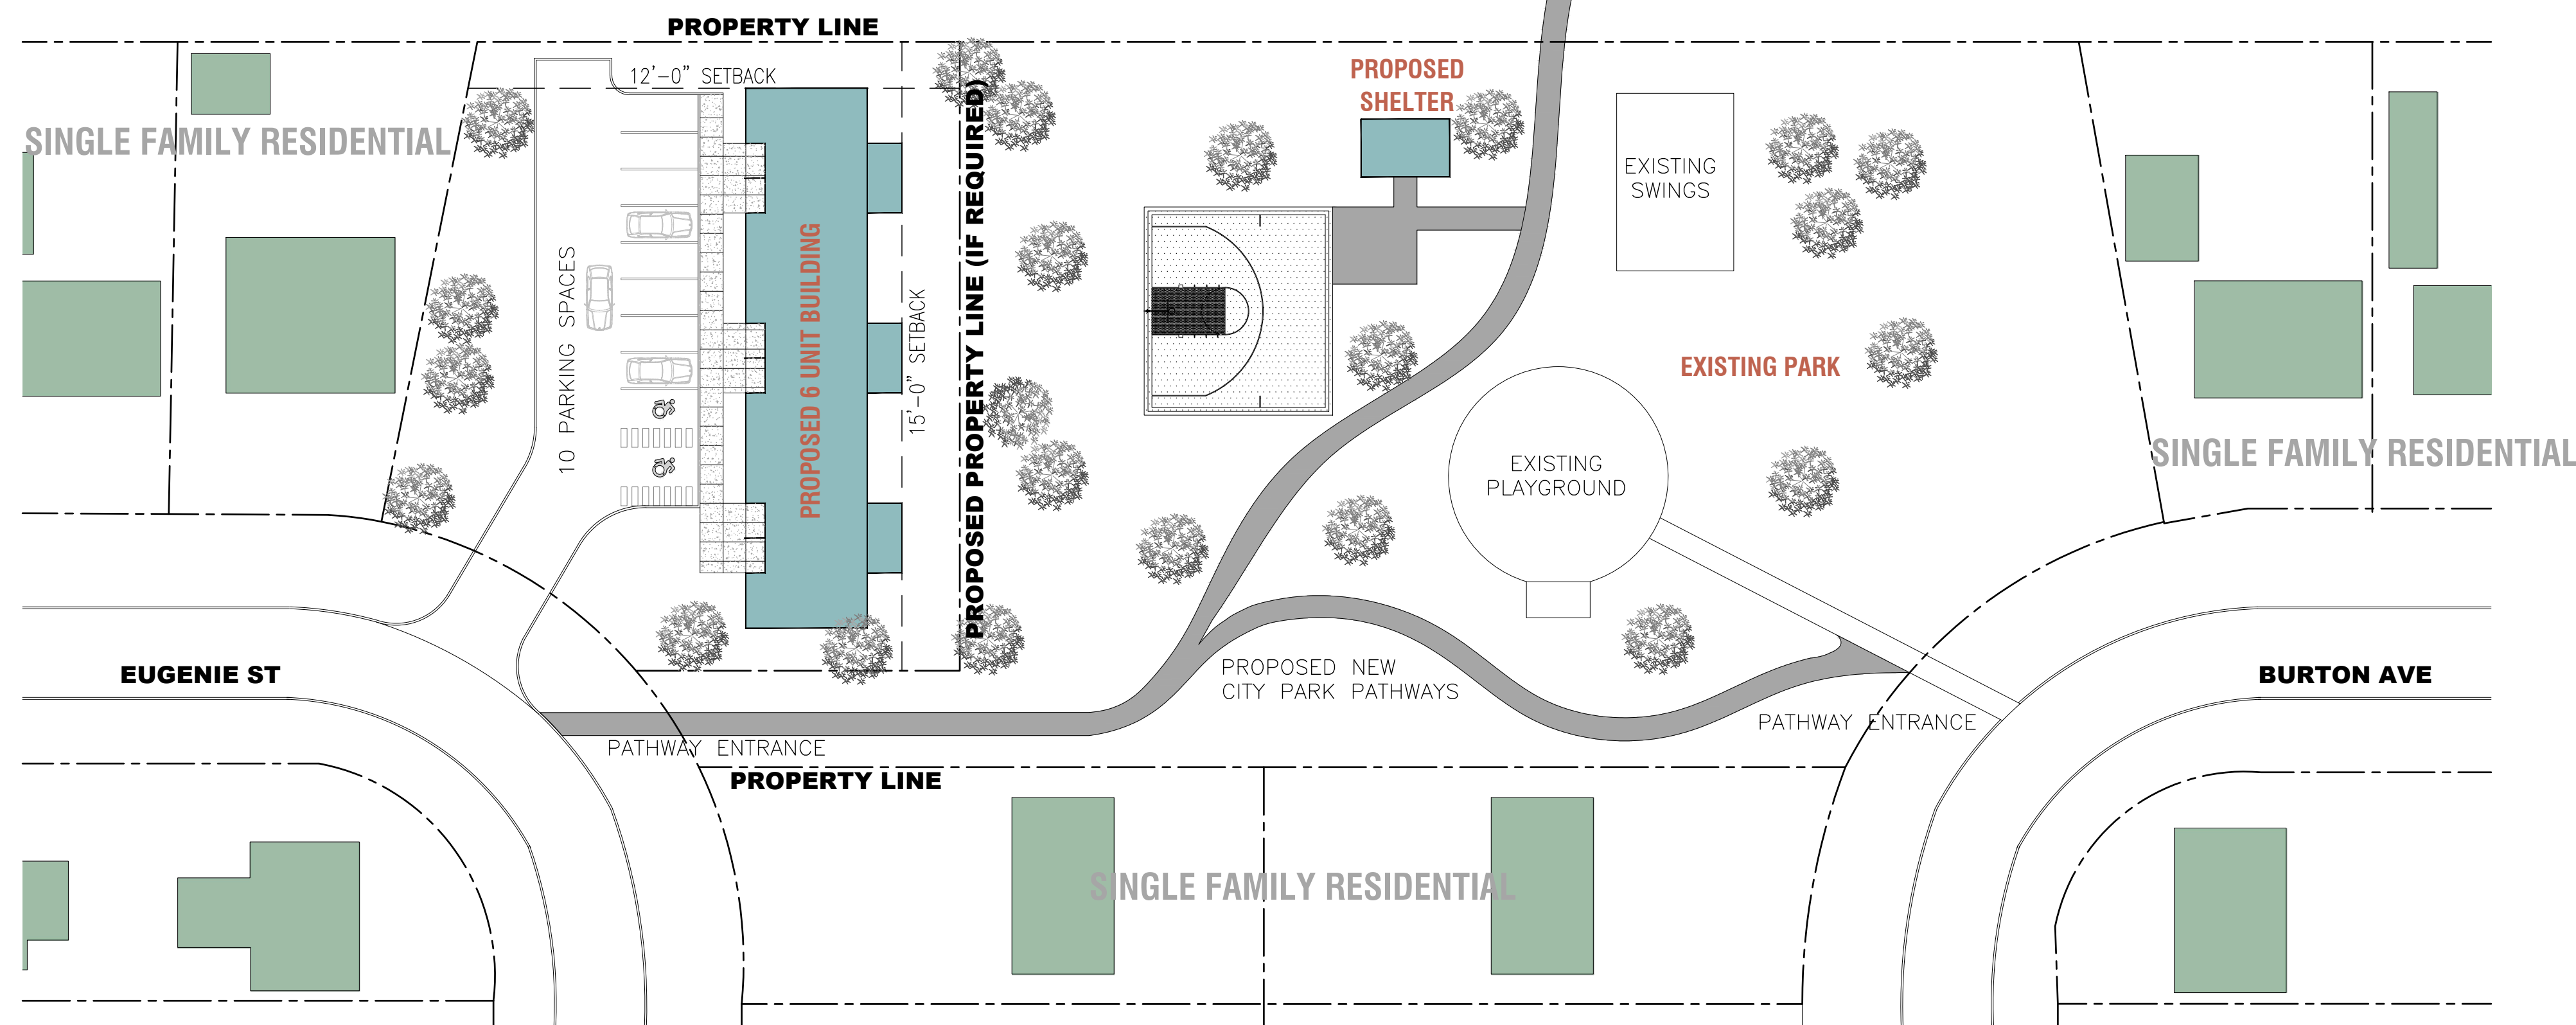 PROPERTY LINE
12'-0" SETBACK
PROPOSED
SHELTER
SINGLE FAMILY RESIDENTIAL
EXISTING
SWINGS
10 PARKING SPACES
PROPOSED 6 UNIT BUILDING
15'-0" SETBACK
PROPOSED PROPERTY LINE (IF REQUIRED)
EXISTING PARK
SINGLE FAMILY RESIDENTIAL
EXISTING
PLAYGROUND
EUGENIE ST
PROPOSED NEW
CITY PARK PATHWAYS
BURTON AVE
PATHWAY ENTRANCE
PATHWAY ENTRANCE
PROPERTY LINE
SINGLE FAMILY RESIDENTIAL